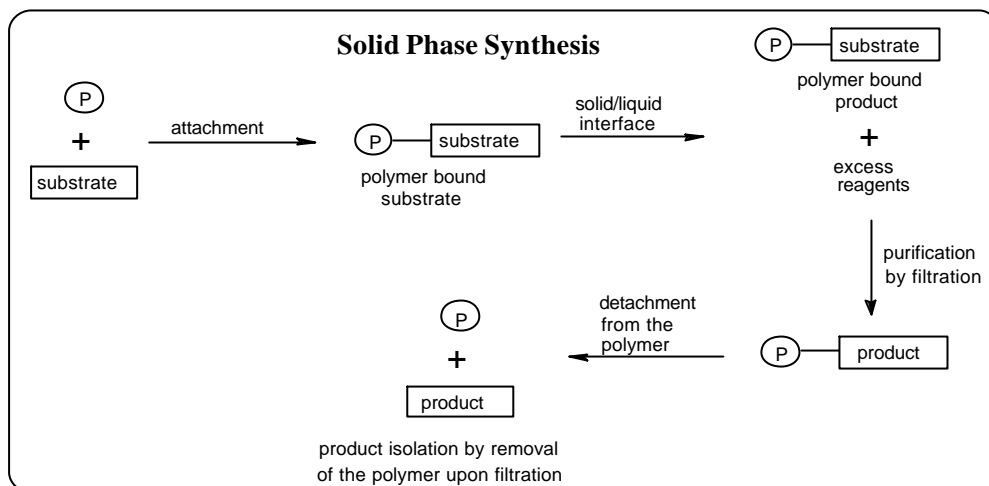 Solid Phase Synthesis
P
+
substrate
attachment
P
substrate
polymer bound
substrate
solid/liquid
interface
P
substrate
polymer bound
product
+
excess
reagents
purification
by filtration
P
product
detachment
from the
polymer
P
+
product
product isolation by removal
of the polymer upon filtration